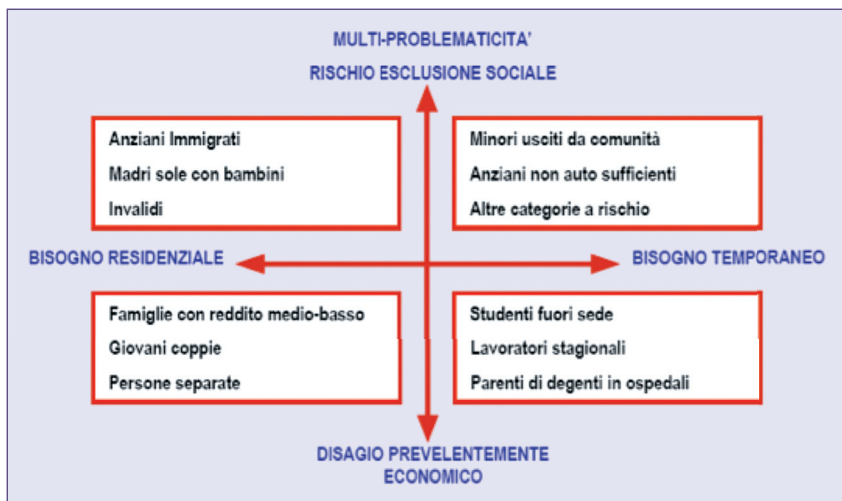 MULTI-PROBLEMATICITA'
RISCHIO ESCLUSIONE SOCIALE
Anziani Immigrati
Madri sole con bambini
Invalidi
Minori usciti da comunità
Anziani non auto sufficienti
Altre categorie a rischio
BISOGNO RESIDENZIALE
BISOGNO TEMPORANEO
Famiglie con reddito medio-basso
Giovani coppie
Persone separate
Studenti fuori sede
Lavoratori stagionali
Parenti di degenti in ospedali
DISAGIO PREVELENTEMENTE
ECONOMICO